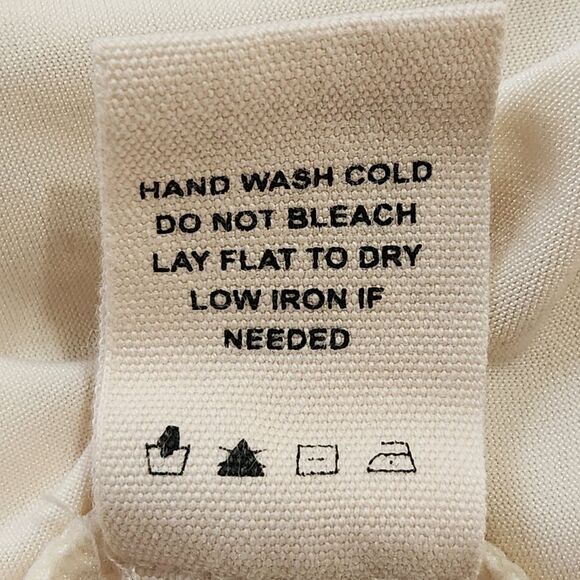 HAND WASH COLD
DO NOT BLEACH
LAY FLAT TO DRY
LOW IRON IF
NEEDED